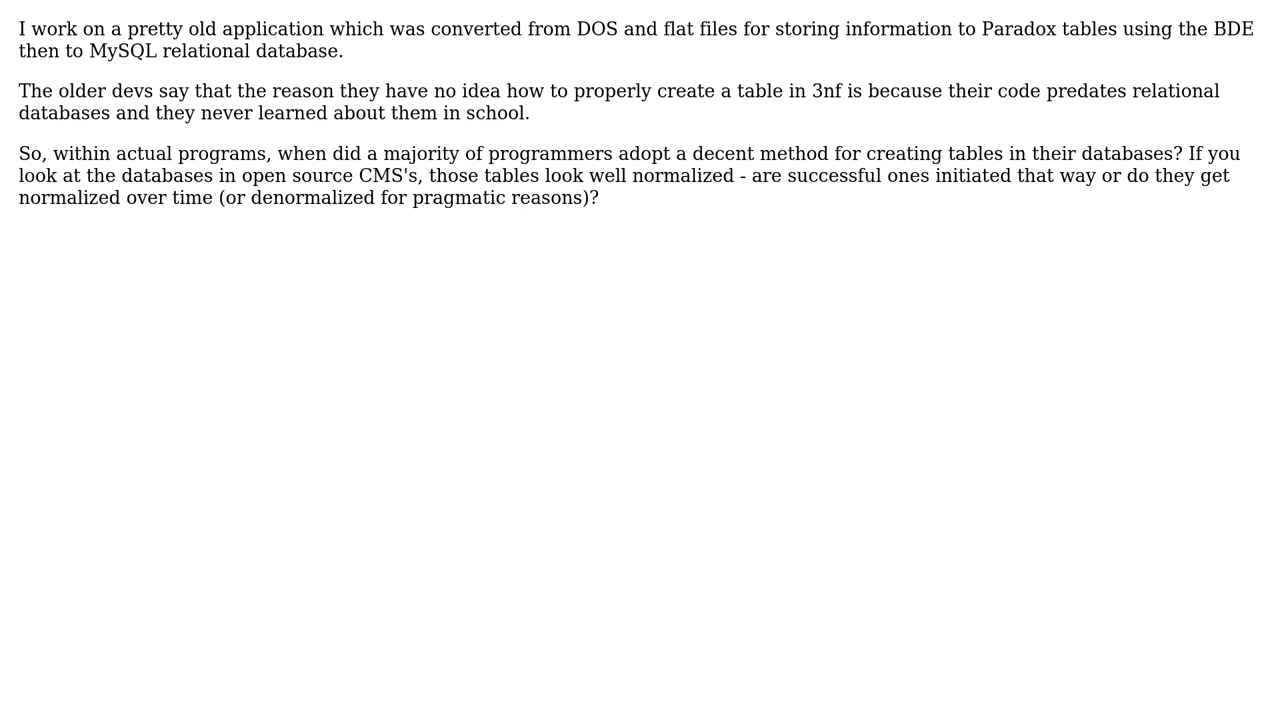 I work on a pretty old application which was converted from DOS and flat files for storing information to Paradox tables using the BDE
then to MySQL relational database.
The older devs say that the reason they have no idea how to properly create a table in 3nf is because their code predates relational
databases and they never learned about them in school.
So, within actual programs, when did a majority of programmers adopt a decent method for creating tables in their databases? If you
look at the databases in open source CMS's, those tables look well normalized - are successful ones initiated that way or do they get
normalized over time (or denormalized for pragmatic reasons)?